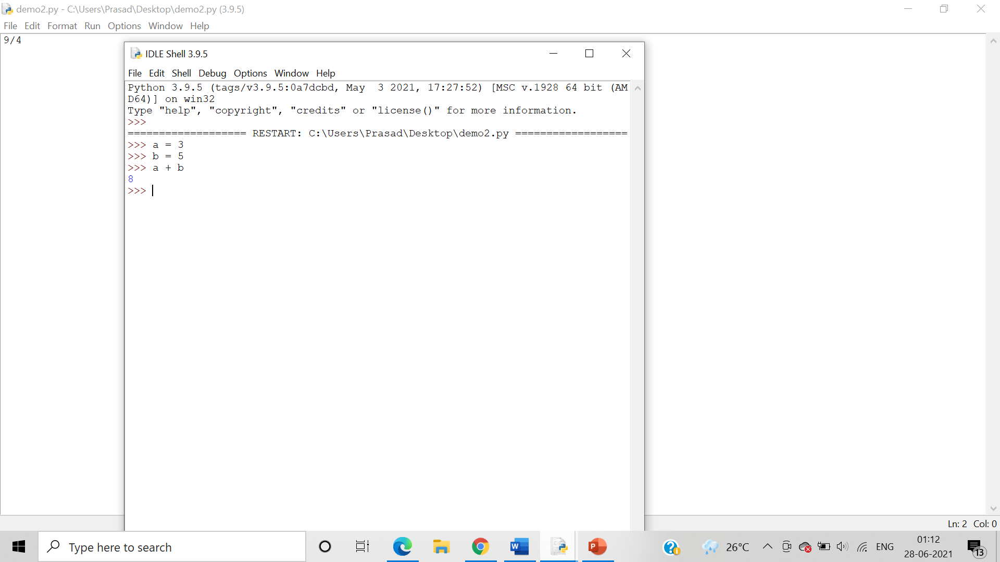 demo2.py - C:\Users\Prasad\Desktop\demo2.py (3.9.5)
File Edit Format Run Options Window Help
9/4
IDLE Shell 3.9.5
File Edit Shell Debug Options Window Help
Python 3.9.5 (tags/v3.9.5:0a7dcbd, May  3 2021, 17:27:52) [MSC v.1928 64 bit (AM
D64)] on win32
Type "help", "copyright", "credits" or "license()" for more information.
>>>
=================== RESTART: C:\Users\Prasad\Desktop\demo2.py ==================
>>> a = 3
>>> b = 5
>>> a + b
8
>>>
Ln: 2 Col: 0
Type here to search
W
P
26°C
ENG
01:12
28-06-2021
13